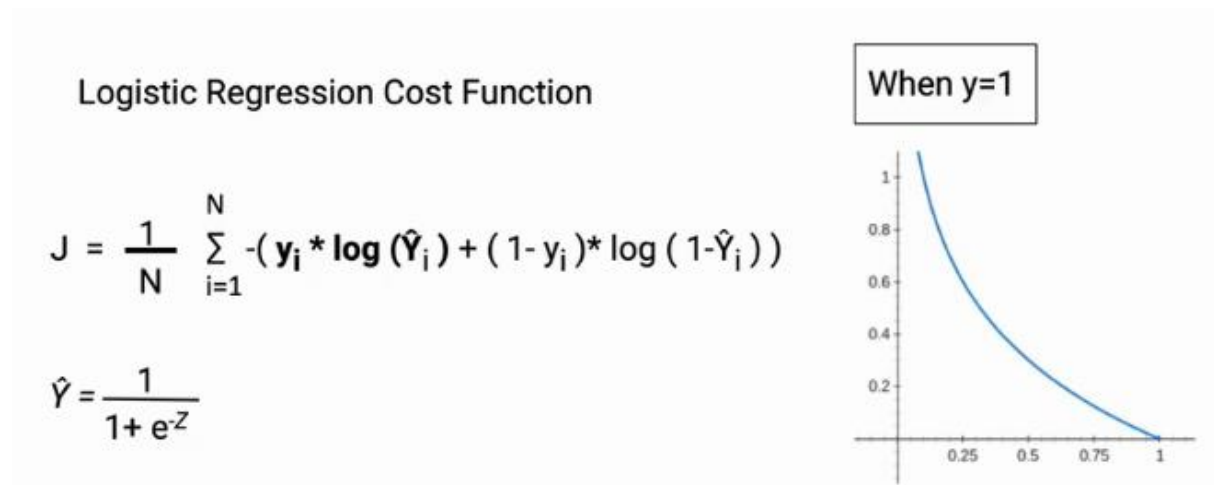 Logistic Regression Cost Function
When y=1
J = 1/N N Σ i=1 -( yᵢ * log (Ŷᵢ ) + ( 1- yᵢ )* log ( 1-Ŷᵢ ) )
Ŷ = 1/1+ e⁻ᶻ
1
0.8
0.6
0.4
0.2
0.25 0.5 0.75 1